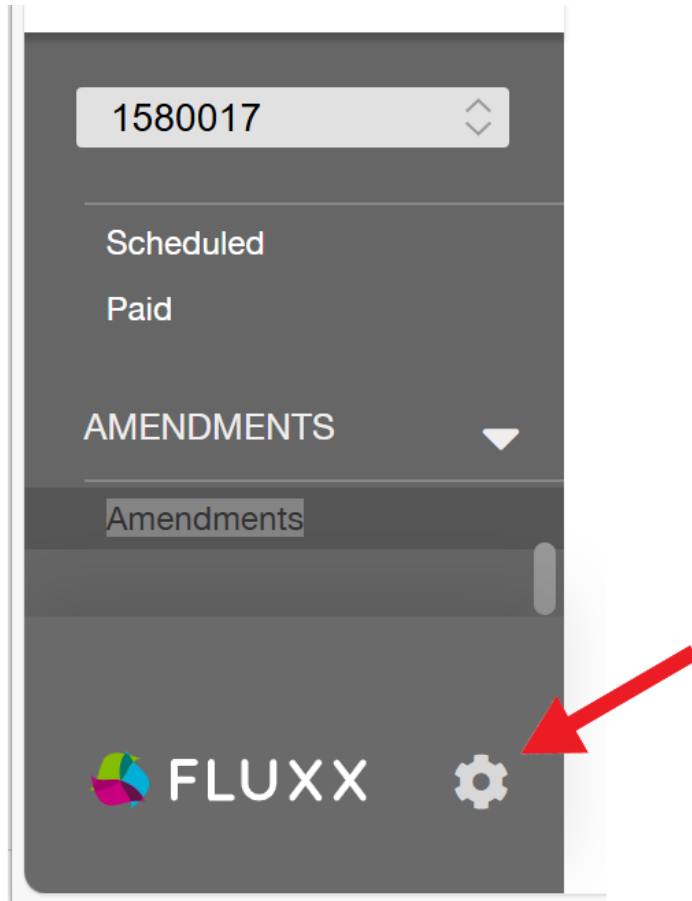 1580017
Scheduled
Paid
AMENDMENTS
Amendments
FLUXX